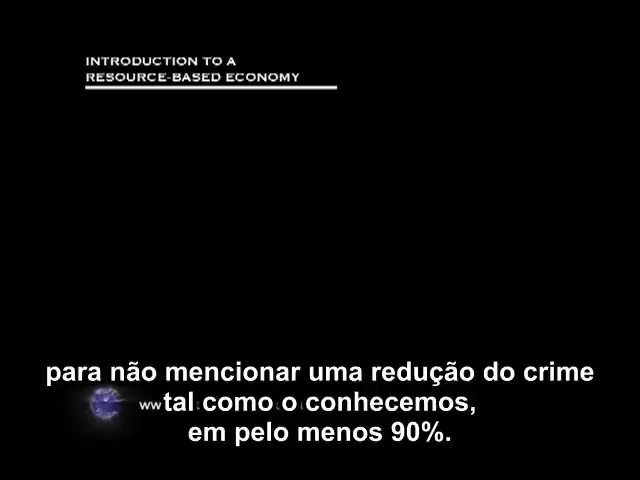 INTRODUCTION TO A
RESOURCE-BASED ECONOMY
para não mencionar uma redução do crime
tal como o conhecemos,
em pelo menos 90%.